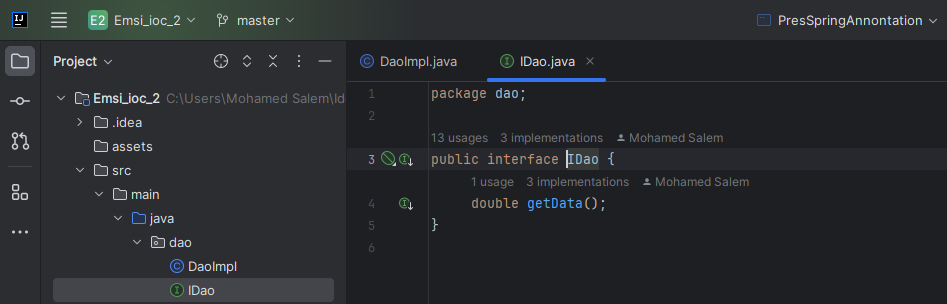 E2 Emsi_ioc_2 master PresSpringAnnontation
Project
DaoImpl.java IDao.java
Emsi_ioc_2 C:\Users\Mohamed Salem\Id
.idea
assets
src
main
java
dao
DaoImpl
IDao
1 package dao;
2
13 usages 3 implementations Mohamed Salem
3 public interface IDao {
1 usage 3 implementations Mohamed Salem
4 double getData();
5 }
6